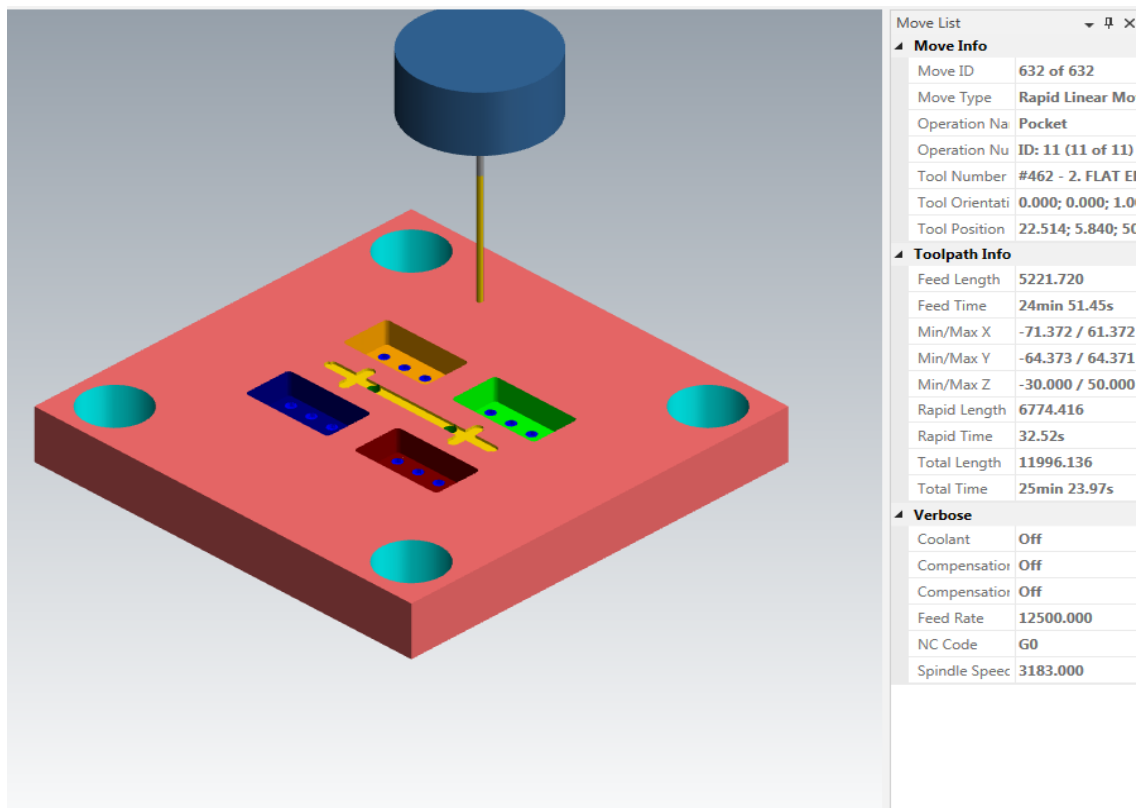 Move List
Move Info
Move ID 632 of 632
Move Type Rapid Linear Mo
Operation Na Pocket
Operation Nu ID: 11 (11 of 11)
Tool Number #462 - 2. FLAT E
Tool Orientati 0.000; 0.000; 1.0
Tool Position 22.514; 5.840; 50
Toolpath Info
Feed Length 5221.720
Feed Time 24min 51.45s
Min/Max X -71.372 / 61.372
Min/Max Y -64.373 / 64.371
Min/Max Z -30.000 / 50.000
Rapid Length 6774.416
Rapid Time 32.52s
Total Length 11996.136
Total Time 25min 23.97s
Verbose
Coolant Off
Compensation Off
Compensation Off
Feed Rate 12500.000
NC Code G0
Spindle Speec 3183.000